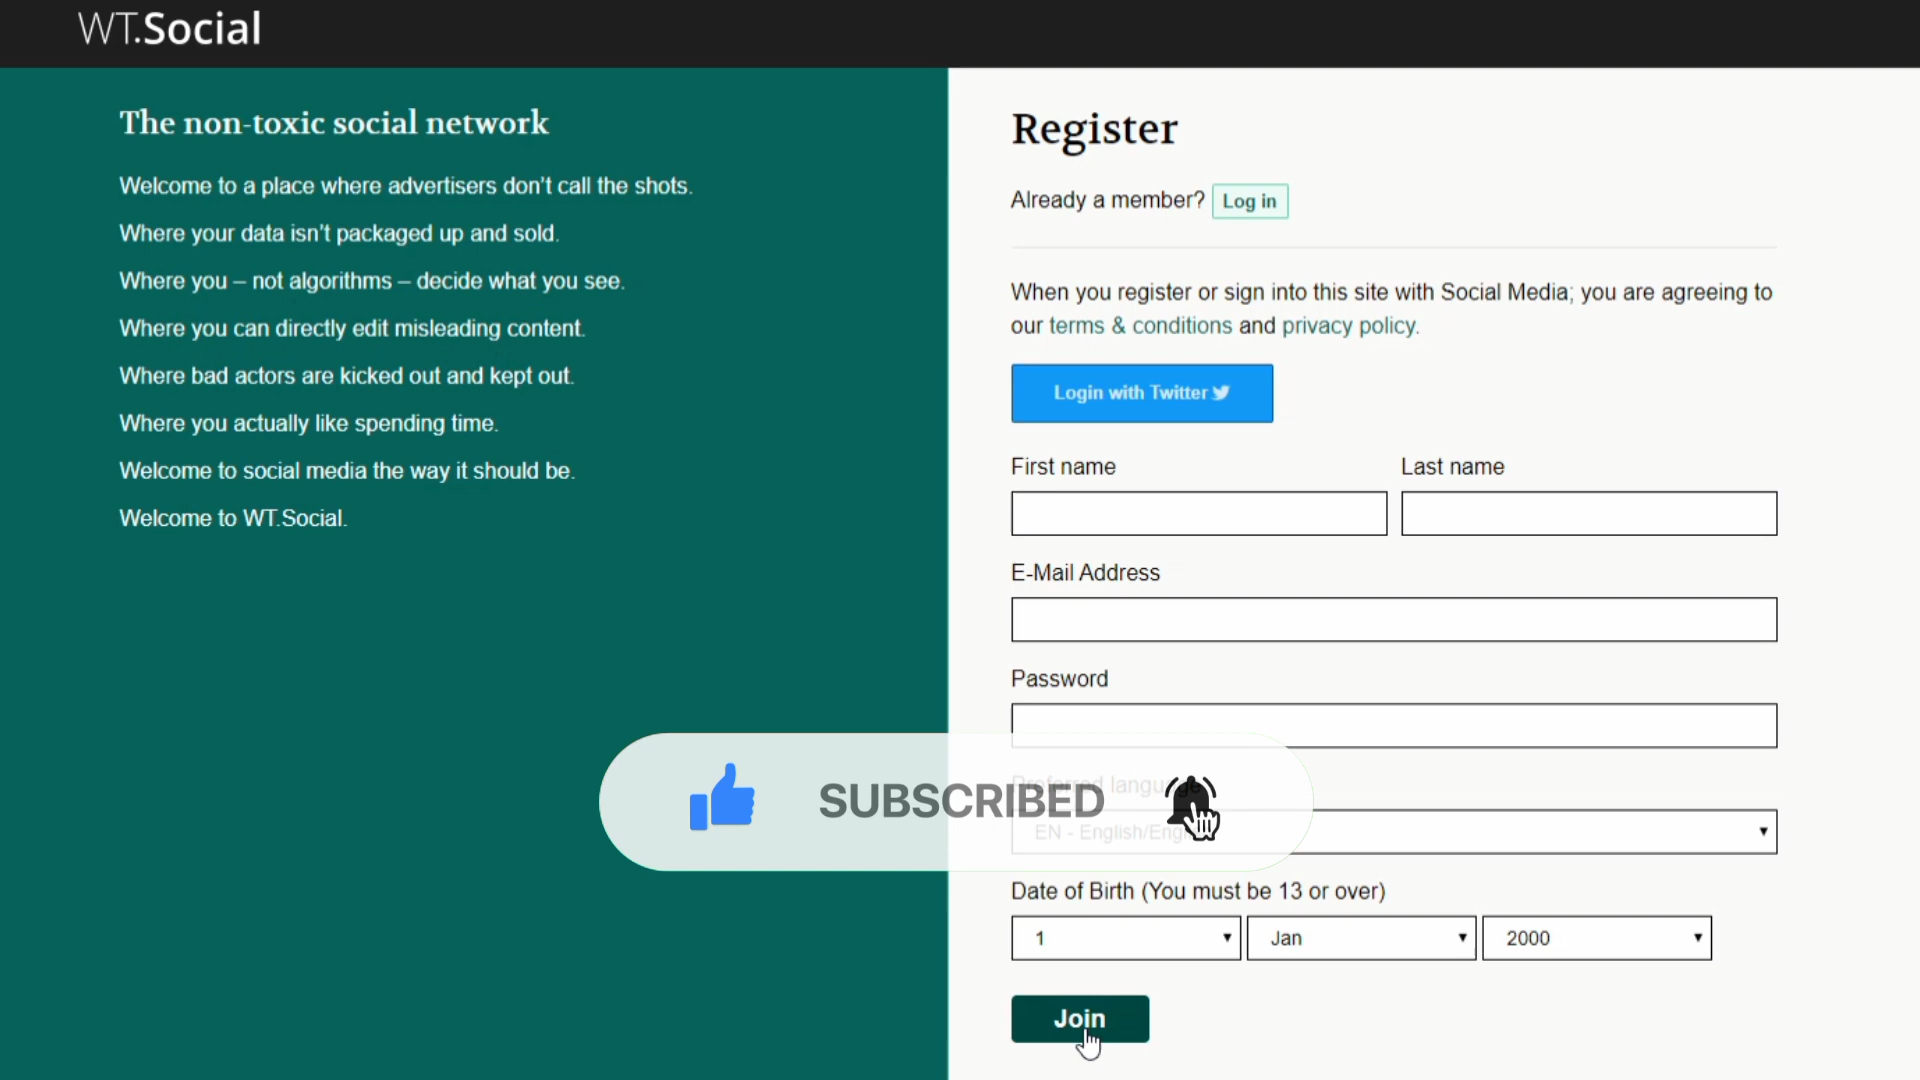 WT.Social
The non-toxic social network
Welcome to a place where advertisers don't call the shots.
Where your data isn't packaged up and sold.
Where you – not algorithms – decide what you see.
Where you can directly edit misleading content.
Where bad actors are kicked out and kept out.
Where you actually like spending time.
Welcome to social media the way it should be.
Welcome to WT.Social.
Register
Already a member? Log in
When you register or sign into this site with Social Media; you are agreeing to
our terms & conditions and privacy policy.
Login with Twitter
First name Last name
E-Mail Address
Password
Preferred language
SUBSCRIBED
EN - English/
Date of Birth (You must be 13 or over)
1 Jan 2000
Join